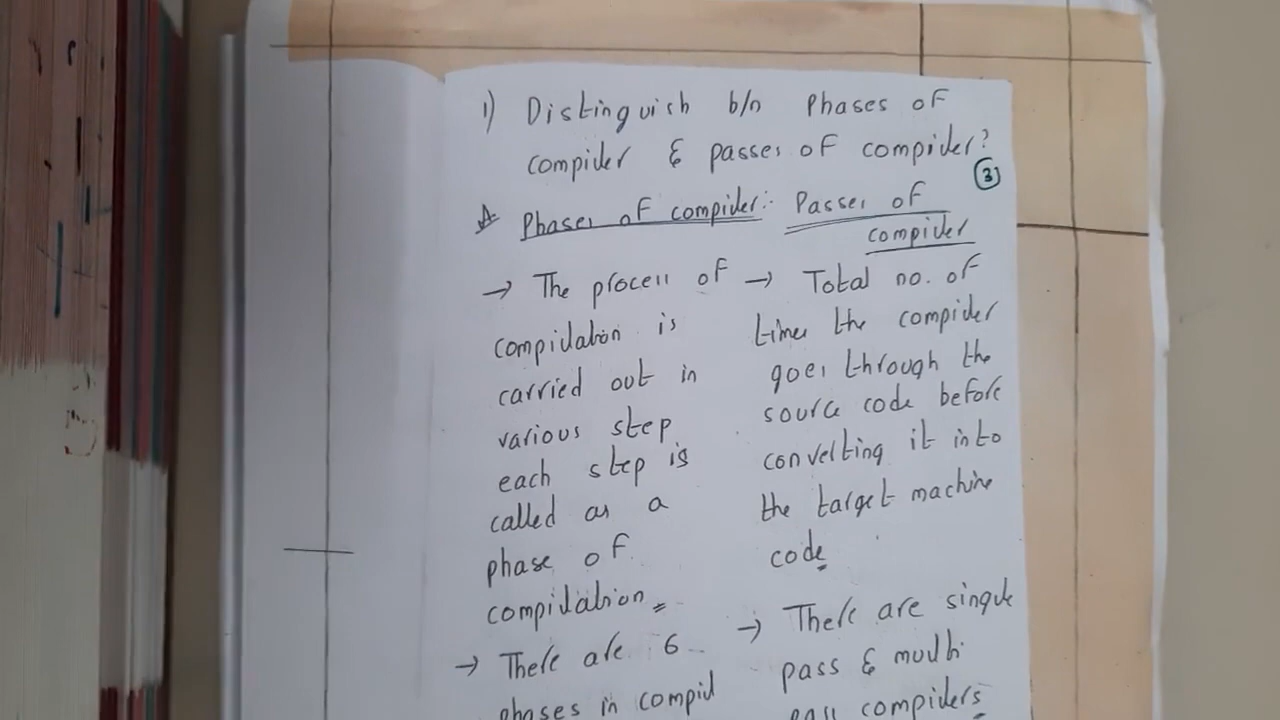 1) Distinguish b/n Phases of
compiler & passes of compiler?
3
A Phases of compiler:-
Passes of
compiler
→ The process of
compilation is
carried out in
various step
each step is
called as a
phase of
compilation
→ There are 6
phases in compil
→ Total no. of
times the compiler
goes through the
source code before
converting it into
the target machine
code
→ There are single
pass & multi
pass compilers